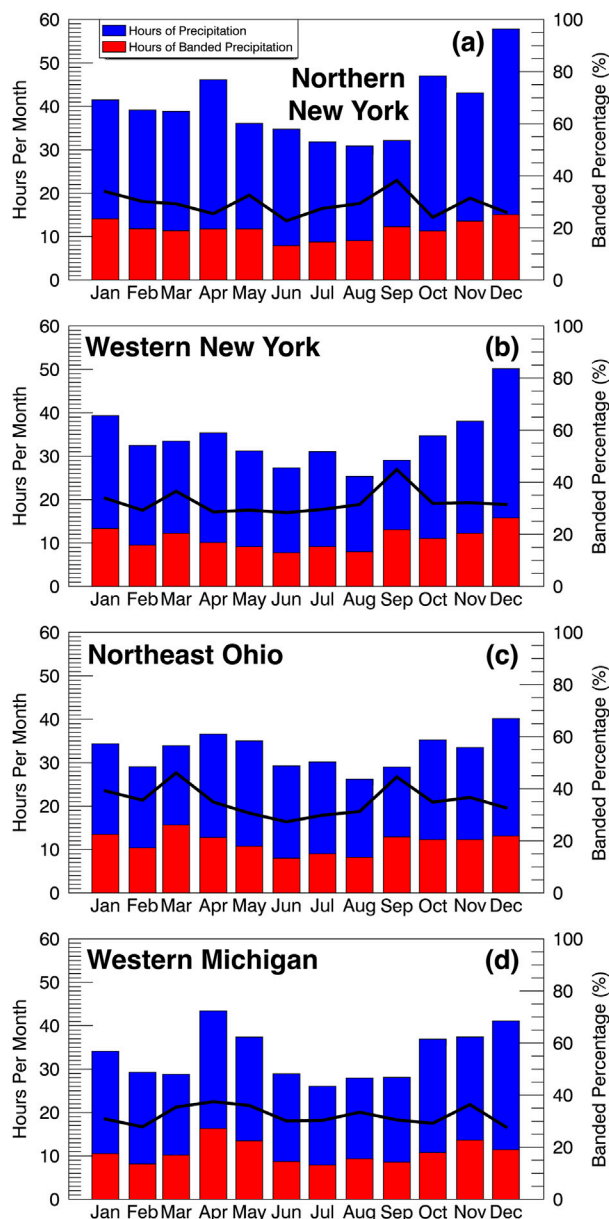 60
50
40
30
20
10
0
Hours Per Month
Hours of Precipitation
Hours of Banded Precipitation
(a)
Northern
New York
100
80
60
40
20
0
Banded Percentage (%)
Jan Feb Mar Apr May Jun Jul Aug Sep Oct Nov Dec
60
50
40
30
20
10
0
Hours Per Month
Western New York
(b)
100
80
60
40
20
0
Banded Percentage (%)
Jan Feb Mar Apr May Jun Jul Aug Sep Oct Nov Dec
60
50
40
30
20
10
0
Hours Per Month
Northeast Ohio
(c)
100
80
60
40
20
0
Banded Percentage (%)
Jan Feb Mar Apr May Jun Jul Aug Sep Oct Nov Dec
60
50
40
30
20
10
0
Hours Per Month
Western Michigan
(d)
100
80
60
40
20
0
Banded Percentage (%)
Jan Feb Mar Apr May Jun Jul Aug Sep Oct Nov Dec